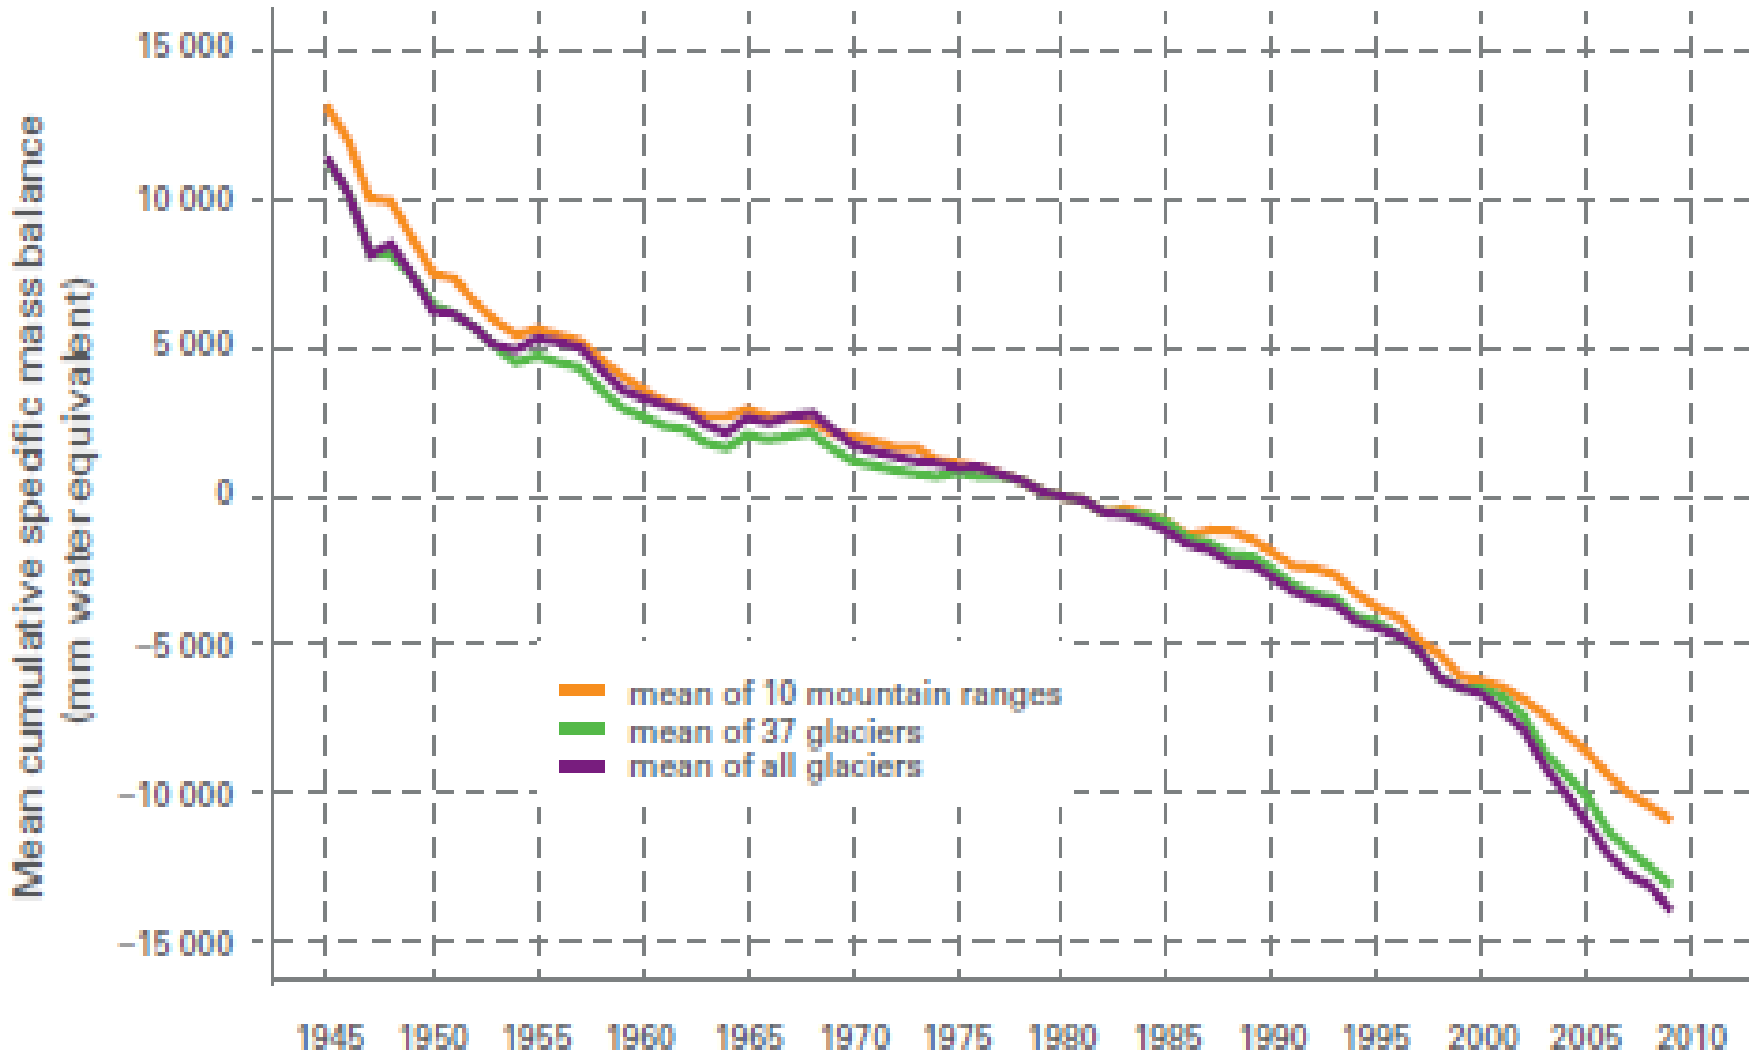 Mean cumulative specific mass balance
(mm water equivalent)
15 000
10 000
5 000
0
–5 000
–10 000
–15 000
mean of 10 mountain ranges
mean of 37 glaciers
mean of all glaciers
1945 1950 1955 1960 1965 1970 1975 1980 1985 1990 1995 2000 2005 2010